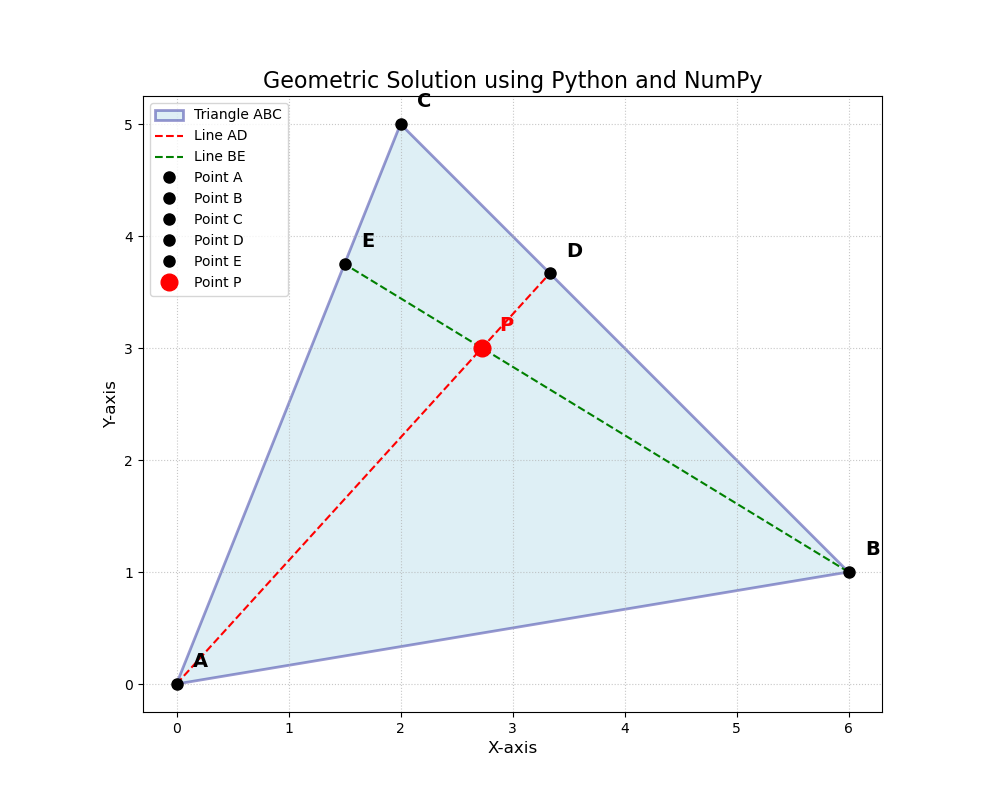 Geometric Solution using Python and NumPy
C
Triangle ABC
Line AD
Line BE
Point A
Point B
Point C
Point D
Point E
Point P
E
D
P
B
A
Y-axis
5
4
3
2
1
0
0 1 2 3 4 5 6
X-axis